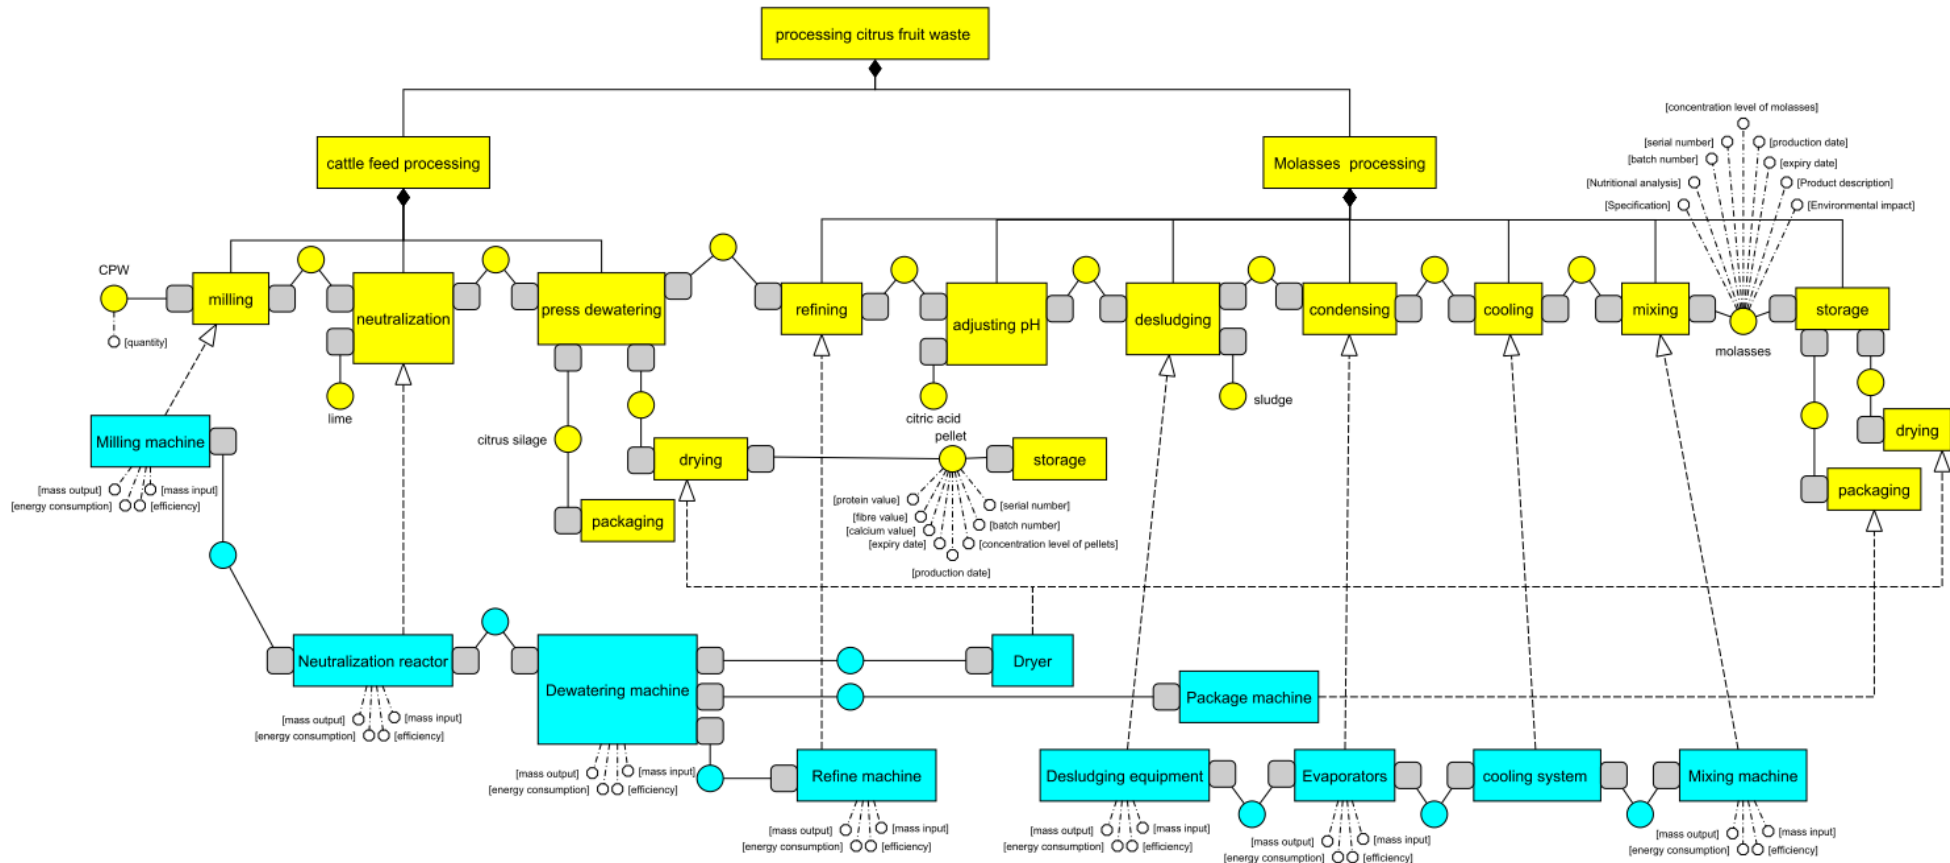 processing citrus fruit waste
cattle feed processing
Molasses  processing
[concentration level of molasses]
[serial number]
[production date]
[batch number]
[expiry date]
[Nutritional analysis]
[Product description]
[Specification]
[Environmental impact]
CPW
[quantity]
milling
neutralization
press dewatering
refining
adjusting pH
desludging
condensing
cooling
mixing
molasses
storage
lime
citric acid
sludge
citrus silage
packaging
drying
pellet
storage
[protein value]
[serial number]
[fibre value]
[batch number]
[calcium value]
[expiry date]
[concentration level of pellets]
[production date]
drying
packaging
Milling machine
[mass output]
[mass input]
[energy consumption]
[efficiency]
Neutralization reactor
[mass output]
[mass input]
[energy consumption]
[efficiency]
Dewatering machine
[mass output]
[mass input]
[energy consumption]
[efficiency]
Dryer
Package machine
Refine machine
[mass output]
[mass input]
[energy consumption]
[efficiency]
Desludging equipment
[mass output]
[mass input]
[energy consumption]
[efficiency]
Evaporators
[mass output]
[mass input]
[energy consumption]
[efficiency]
cooling system
Mixing machine
[mass output]
[mass input]
[energy consumption]
[efficiency]